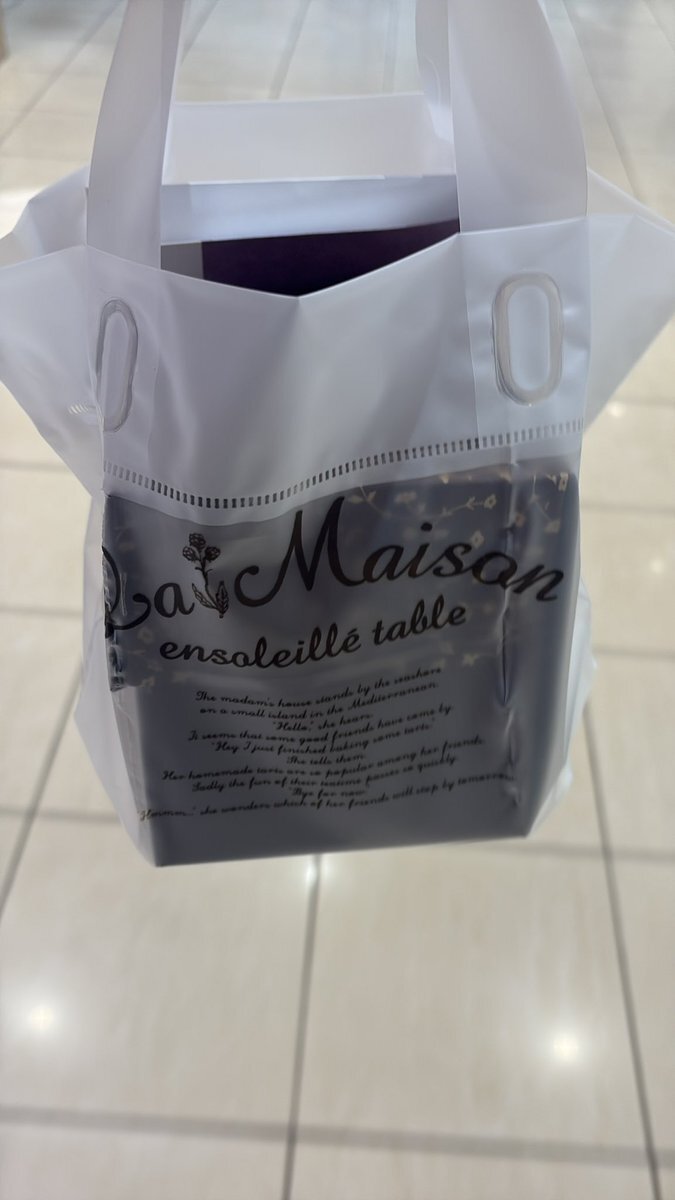 La Maison
ensoleillé table
The madam's house stands by the seashore
on a small island in the Mediterranean.
"Hello," she hears.
It seems that some good friends have come by
"Hey I just finished baking some tarts"
She tells them.
Her homemade tarts are so popular among her friends.
Sadly the fun of their teatime passes so quickly.
"Bye for now"
"Hmmm..." she wonders which of her friends will stop by tomorrow